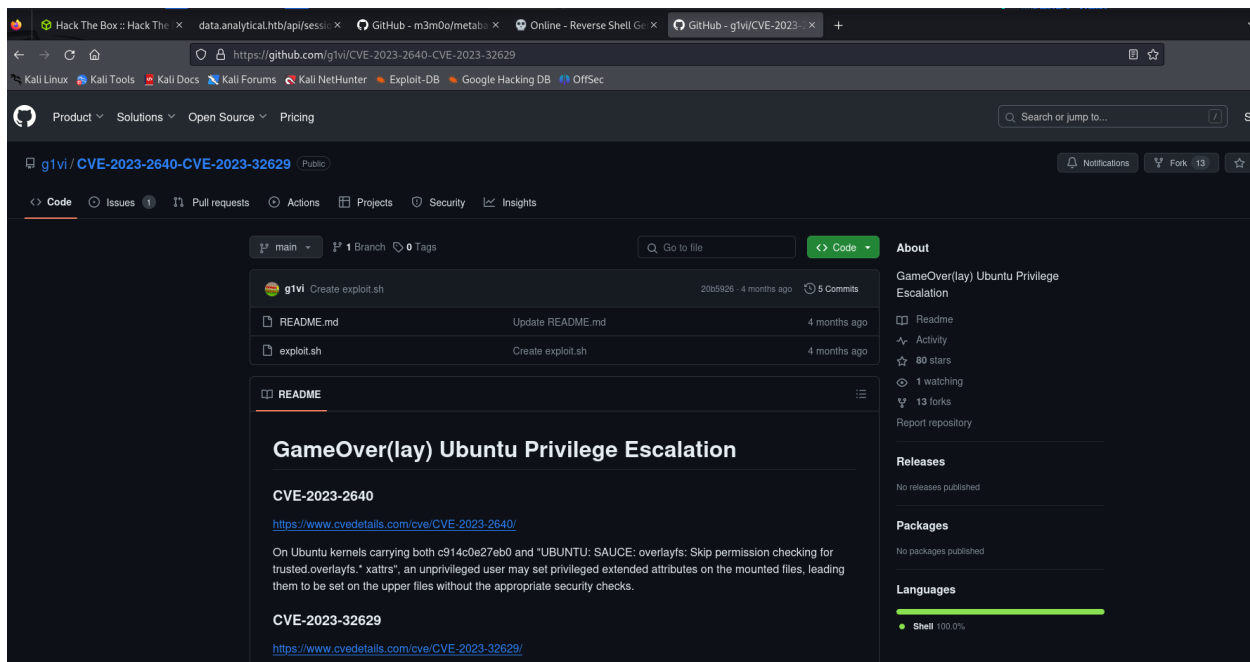 Hack The Box :: Hack The
data.analytical.htb/api/sessio
GitHub - m3m0o/metaba
Online - Reverse Shell Ge
GitHub - g1vi/CVE-2023-2
https://github.com/g1vi/CVE-2023-2640-CVE-2023-32629
Kali Linux Kali Tools Kali Docs Kali Forums Kali NetHunter Exploit-DB Google Hacking DB OffSec
Product Solutions Open Source Pricing
Search or jump to... /
S
g1vi / CVE-2023-2640-CVE-2023-32629 Public
Notifications
Fork 13
Code Issues 1 Pull requests Actions Projects Security Insights
main 1 Branch 0 Tags
Go to file
Code
g1vi Create exploit.sh 20b5926 · 4 months ago 5 Commits
README.md Update README.md 4 months ago
exploit.sh Create exploit.sh 4 months ago
README
GameOver(lay) Ubuntu Privilege Escalation
CVE-2023-2640
https://www.cvedetails.com/cve/CVE-2023-2640/
On Ubuntu kernels carrying both c914c0e27eb0 and "UBUNTU: SAUCE: overlayfs: Skip permission checking for
trusted.overlayfs.* xattrs", an unprivileged user may set privileged extended attributes on the mounted files, leading
them to be set on the upper files without the appropriate security checks.
CVE-2023-32629
https://www.cvedetails.com/cve/CVE-2023-32629/
About
GameOver(lay) Ubuntu Privilege
Escalation
Readme
Activity
80 stars
1 watching
13 forks
Report repository
Releases
No releases published
Packages
No packages published
Languages
Shell 100.0%